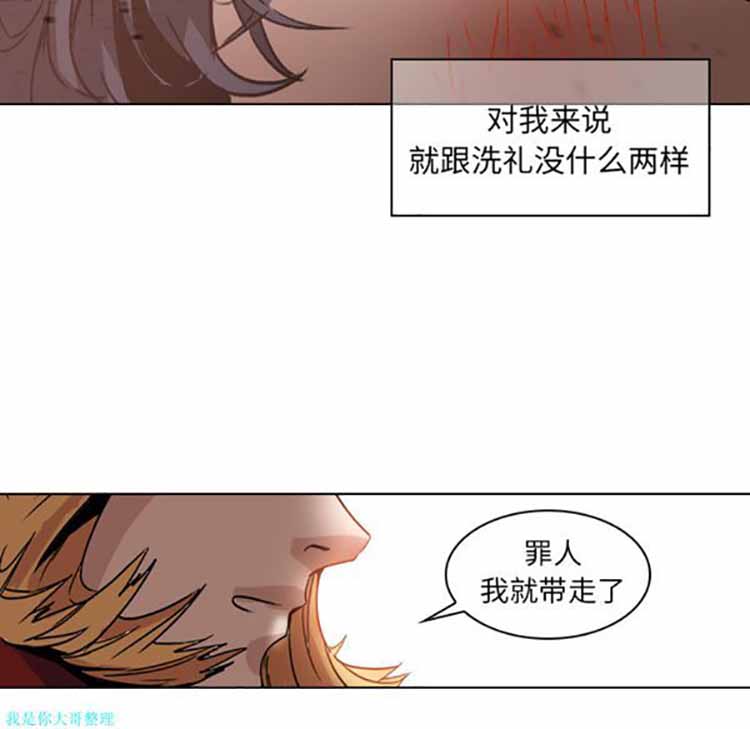 对我来说
就跟洗礼没什么两样
罪人
我就带走了
我是你大哥整理